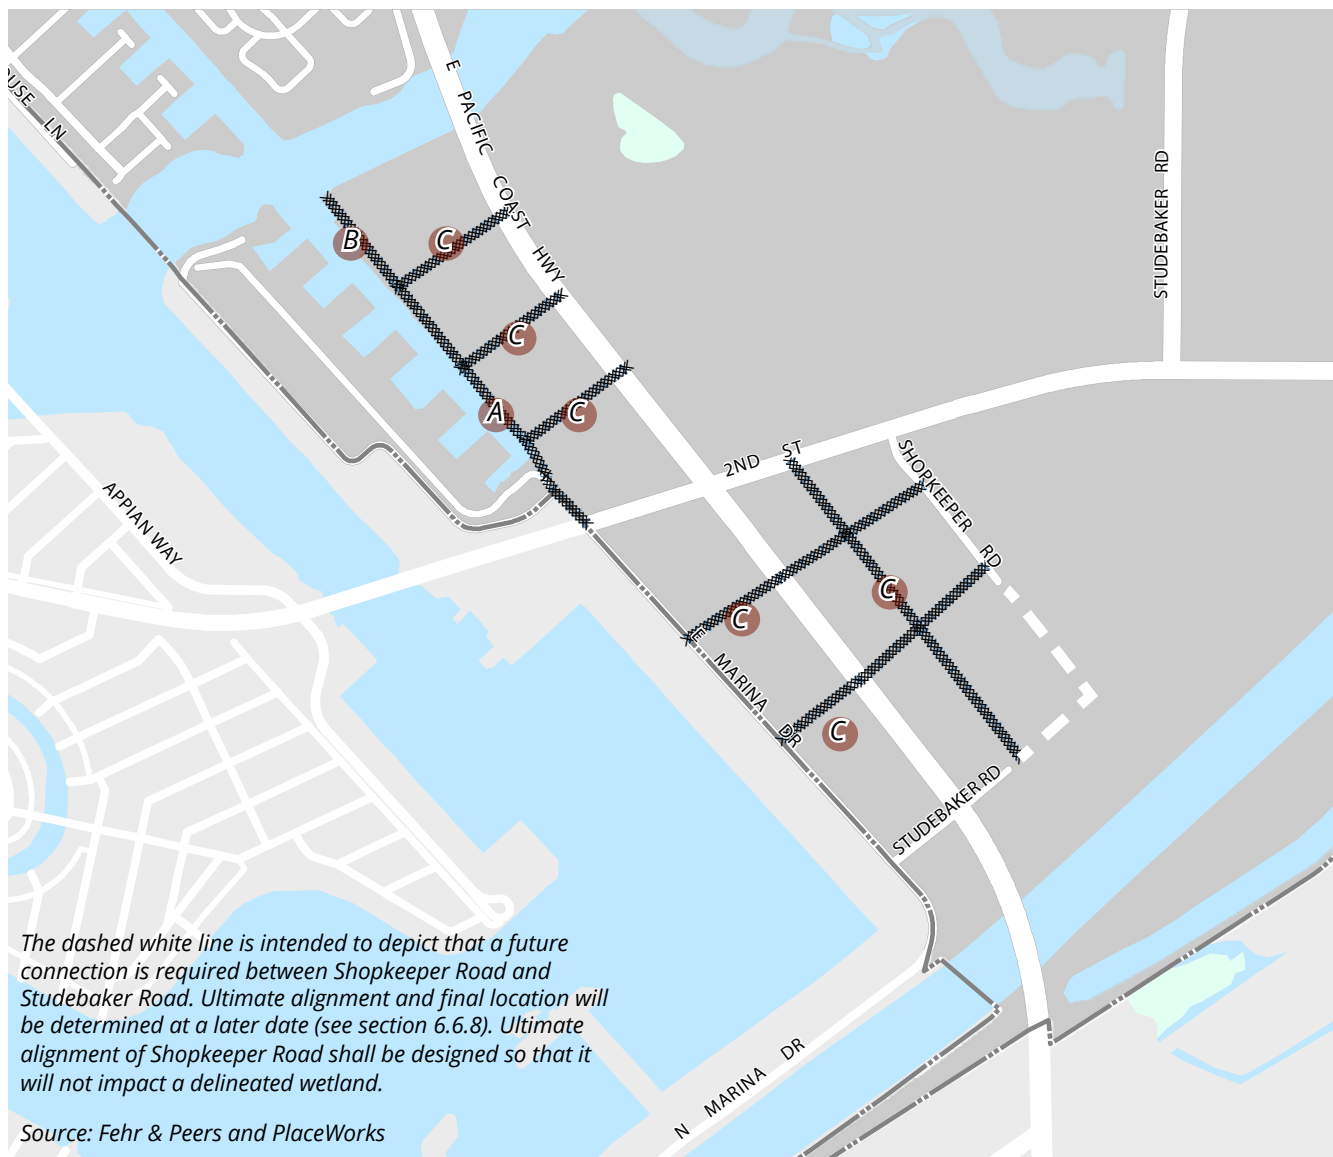 E PACIFIC COAST HWY
USE LN
STUDEBAKER RD
B
C
C
A
C
2ND ST
SHOPKEEPER RD
APPIAN WAY
C
C
E MARINA DR
C
STUDEBAKER RD
The dashed white line is intended to depict that a future
connection is required between Shopkeeper Road and
Studebaker Road. Ultimate alignment and final location will
be determined at a later date (see section 6.6.8). Ultimate
alignment of Shopkeeper Road shall be designed so that it
will not impact a delineated wetland.
N MARINA DR
Source: Fehr & Peers and PlaceWorks